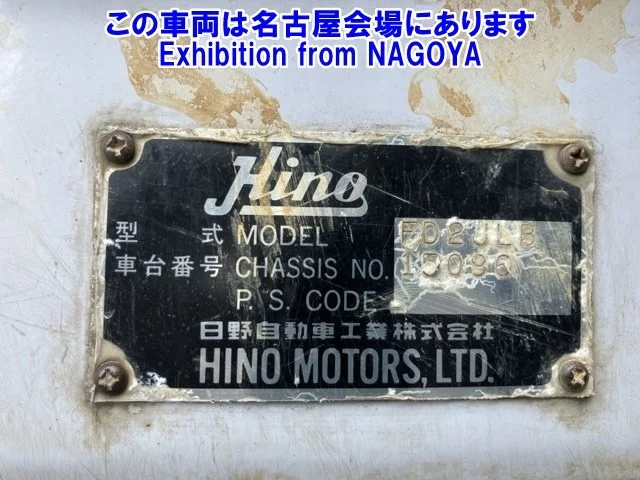 この車両は名古屋会場にあります
Exhibition from NAGOYA
Hino
型 式 MODEL FD2JLB
車台番号 CHASSIS NO.
P. S. CODE
日野自動車工業株式会社
HINO MOTORS, LTD.